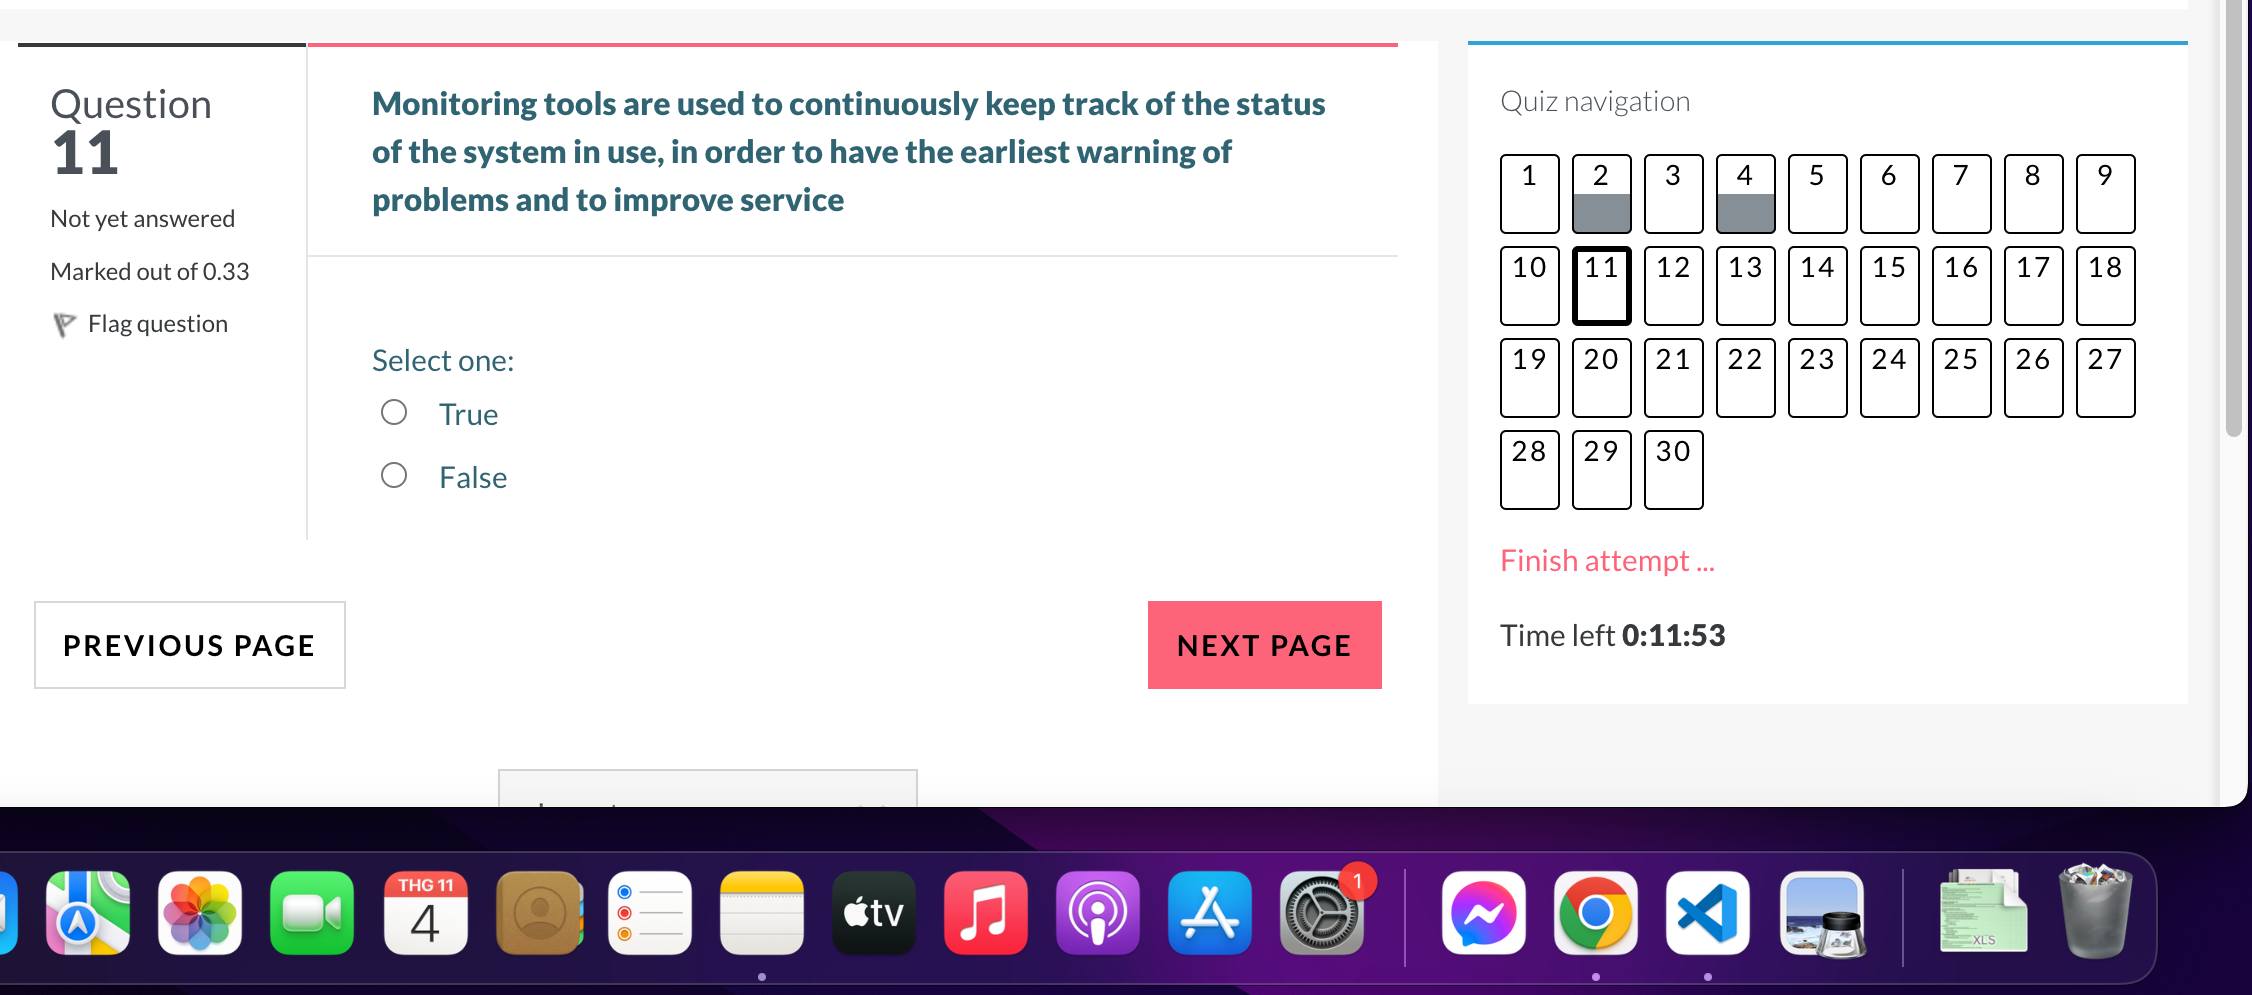 Question
11
Not yet answered
Marked out of 0.33
Flag question
Monitoring tools are used to continuously keep track of the status
of the system in use, in order to have the earliest warning of
problems and to improve service
Select one:
True
False
PREVIOUS PAGE
NEXT PAGE
Quiz navigation
1 2 3 4 5 6 7 8 9
10 11 12 13 14 15 16 17 18
19 20 21 22 23 24 25 26 27
28 29 30
Finish attempt ...
Time left 0:11:53
THG 11
4
tv
1
XLS